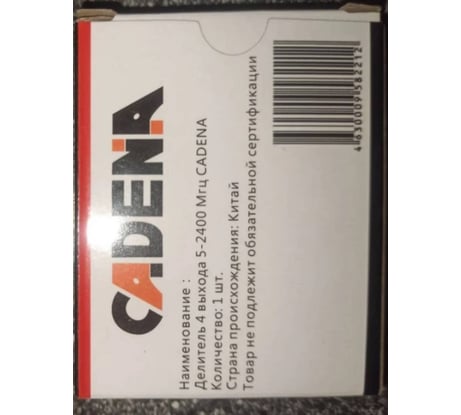 CADENA
Наименование :
Делитель 4 выхода 5-2400 Мгц CADENA
Количество: 1 шт.
Страна происхождения: Китай
Товар не подлежит обязательной сертификации
4630009582212